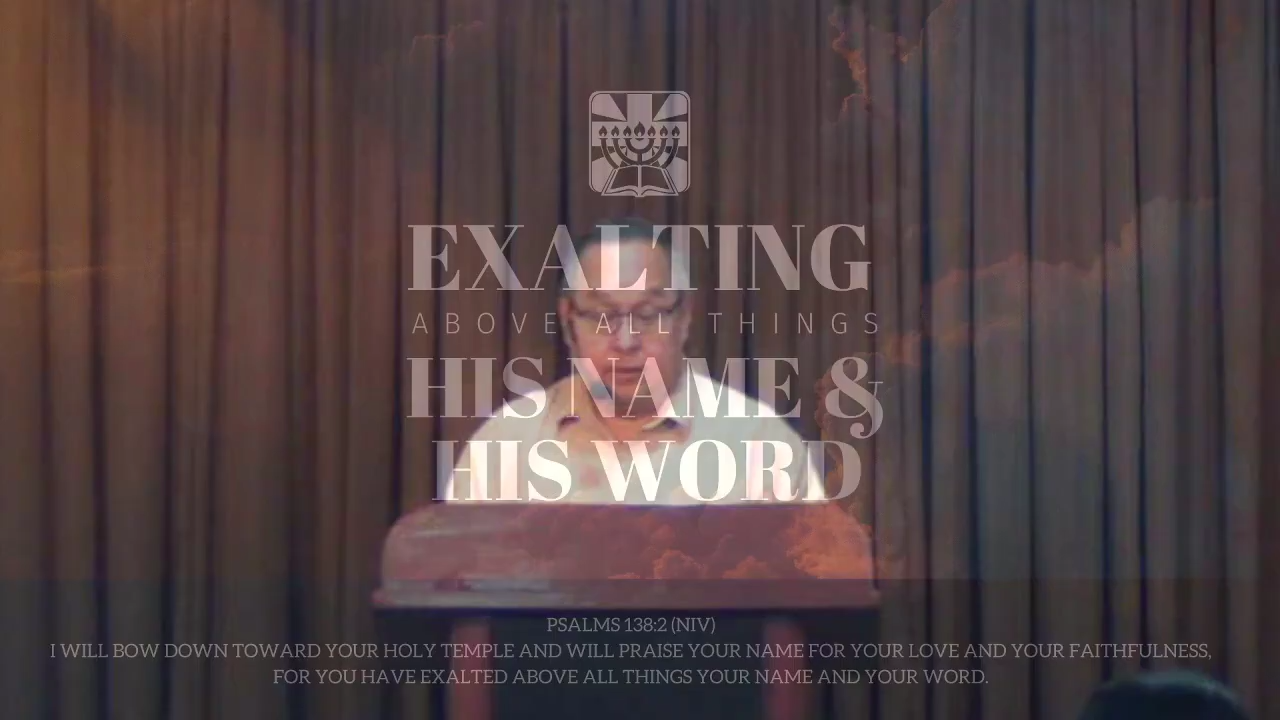 EXALTING
ABOVE ALL THINGS
HIS NAME &
HIS WORD
PSALMS 138:2 (NIV)
I WILL BOW DOWN TOWARD YOUR HOLY TEMPLE AND WILL PRAISE YOUR NAME FOR YOUR LOVE AND YOUR FAITHFULNESS,
FOR YOU HAVE EXALTED ABOVE ALL THINGS YOUR NAME AND YOUR WORD.